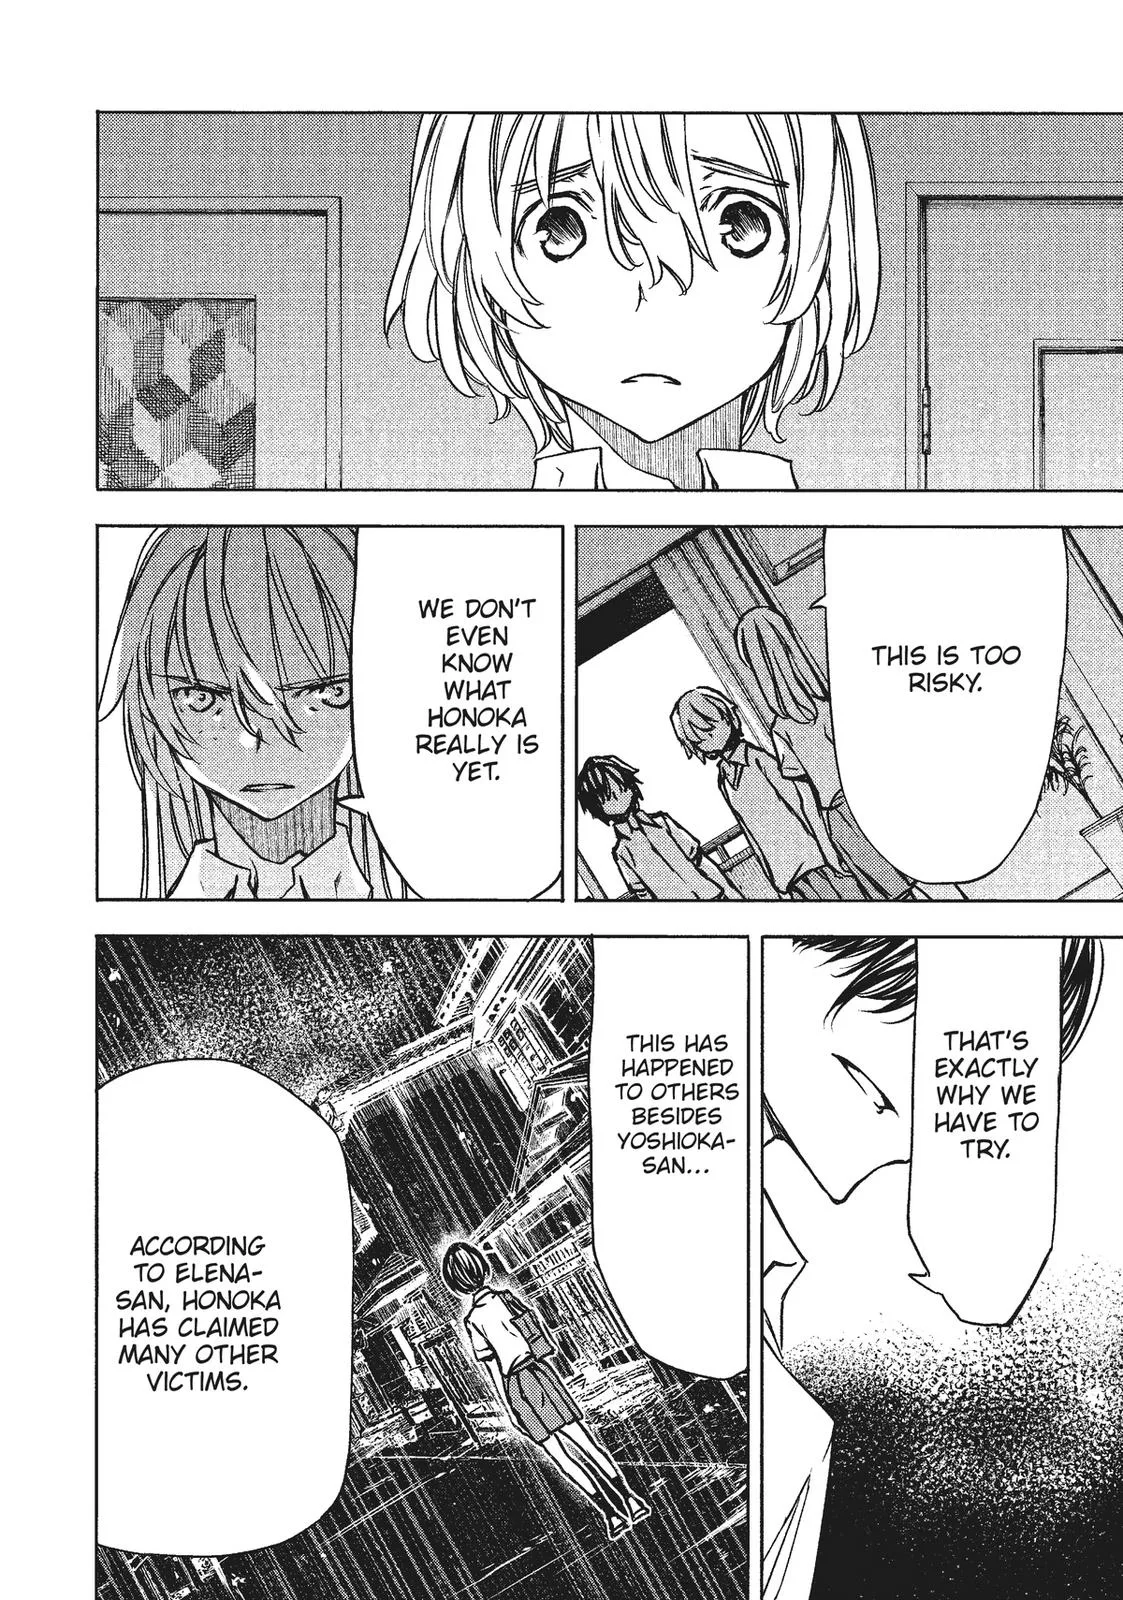 THIS IS TOO
RISKY.
WE DON'T
EVEN
KNOW
WHAT
HONOKA
REALLY IS
YET.
THAT'S
EXACTLY
WHY WE
HAVE TO
TRY.
THIS HAS
HAPPENED
TO OTHERS
BESIDES
YOSHIOKA-
SAN...
ACCORDING
TO ELENA-
SAN, HONOKA
HAS CLAIMED
MANY OTHER
VICTIMS.